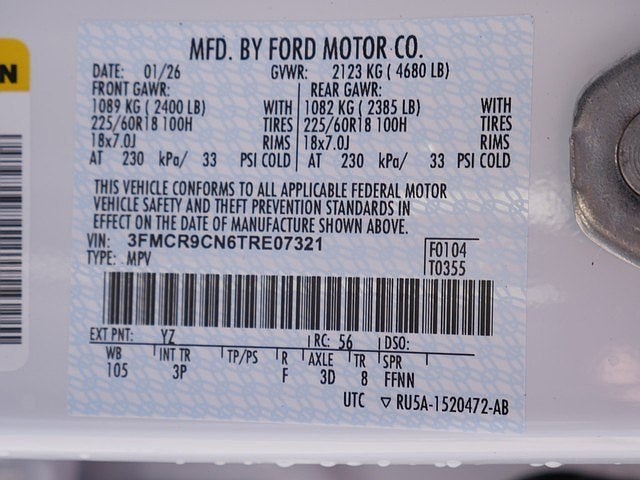 N
MFD. BY FORD MOTOR CO.
DATE: 01/26 GVWR: 2123 KG ( 4680 LB)
FRONT GAWR: REAR GAWR:
1089 KG ( 2400 LB) WITH 1082 KG ( 2385 LB) WITH
225/60R18 100H TIRES 225/60R18 100H TIRES
18x7.0J RIMS 18x7.0J RIMS
AT 230 kPa/ 33 PSI COLD AT 230 kPa/ 33 PSI COLD
THIS VEHICLE CONFORMS TO ALL APPLICABLE FEDERAL MOTOR
VEHICLE SAFETY AND THEFT PREVENTION STANDARDS IN
EFFECT ON THE DATE OF MANUFACTURE SHOWN ABOVE.
VIN: 3FMCR9CN6TRE07321 F0104
TYPE: MPV T0355
EXT PNT: YZ RC: 56 DSO:
WB INT TR TP/PS R AXLE TR SPR
105 3P F 3D 8 FFNN
UTC ▽ RU5A-1520472-AB